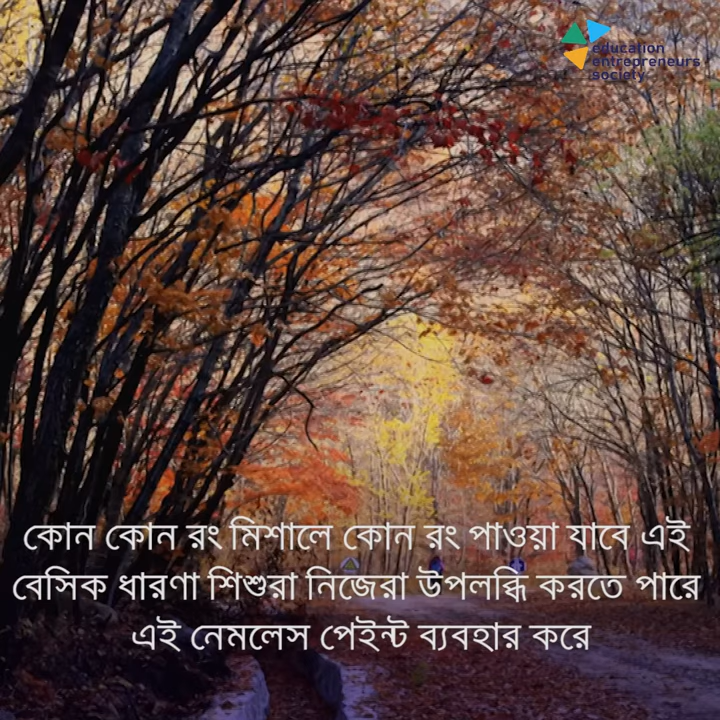 education
entrepreneurs
society
কোন কোন রং মিশালে কোন রং পাওয়া যাবে এই
বেসিক ধারণা শিশুরা নিজেরা উপলব্ধি করতে পারে
এই নেমলেস পেইন্ট ব্যবহার করে